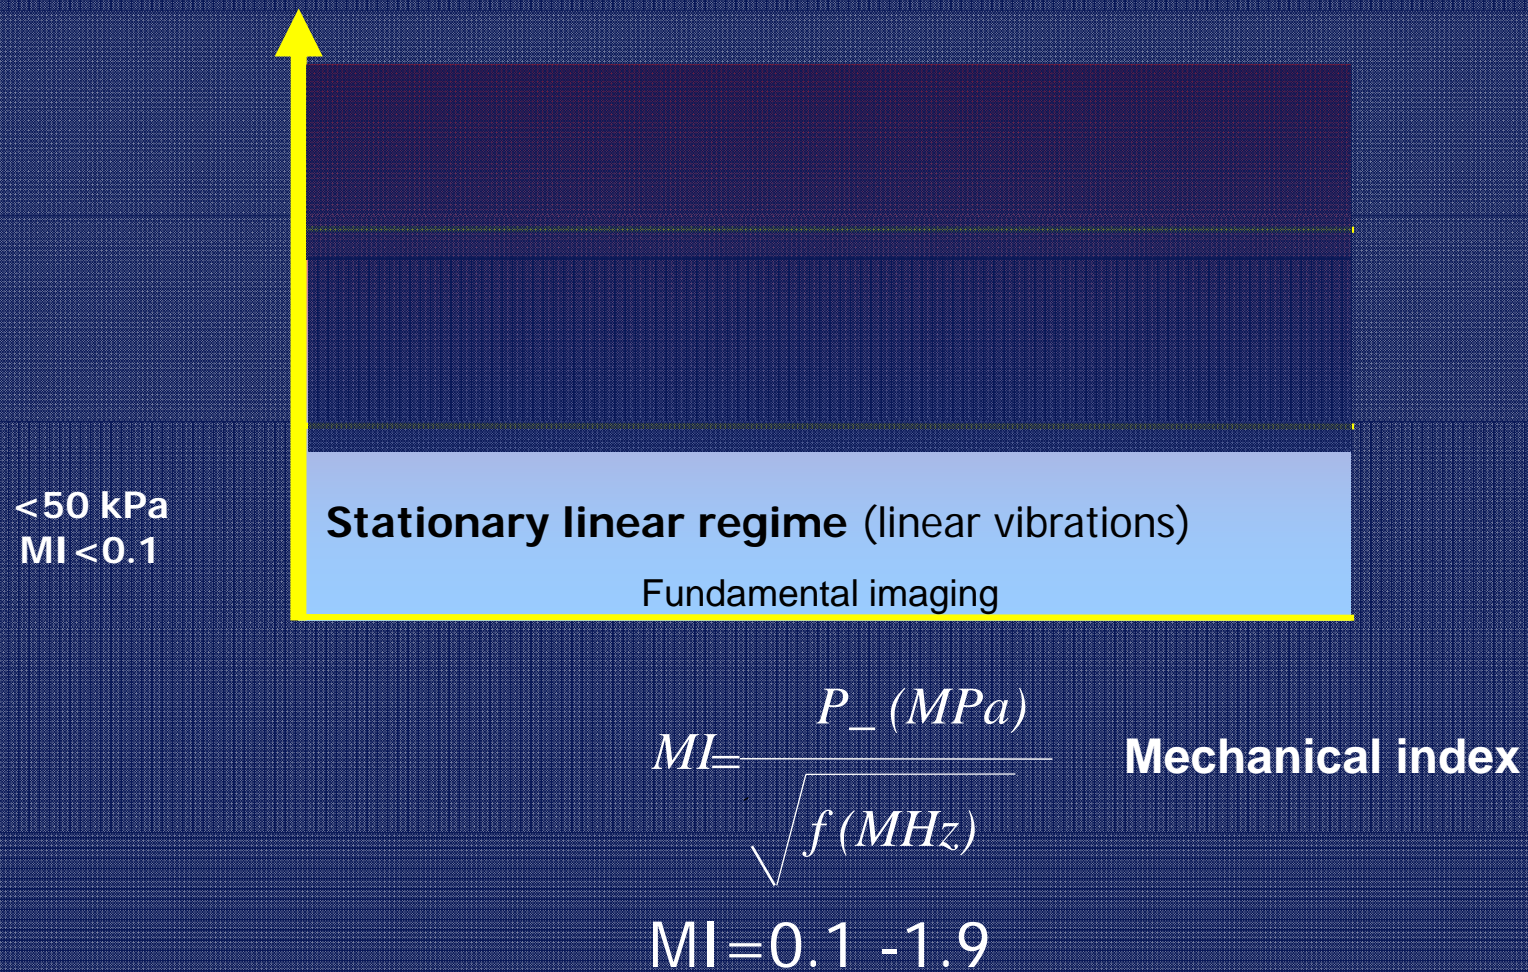 <50 kPa
MI<0.1
Stationary linear regime (linear vibrations)
Fundamental imaging
P_ (MPa)
MI=
√f (MHz)
Mechanical index
MI=0.1 -1.9